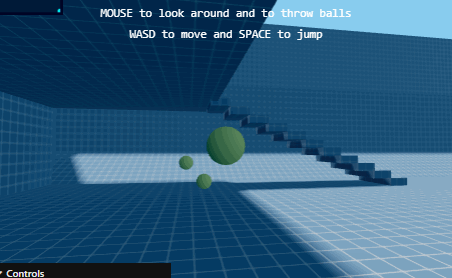 MOUSE to look around and to throw balls
WASD to move and SPACE to jump
Controls